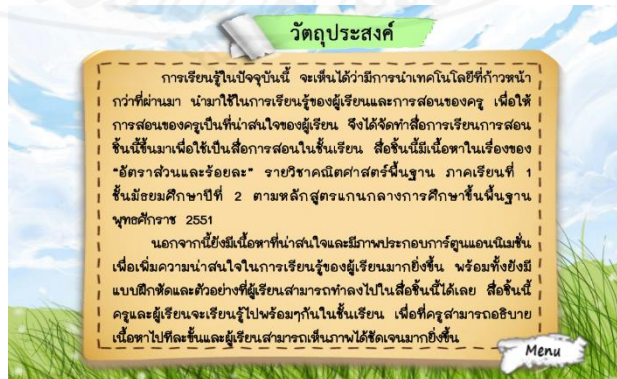 วัตถุประสงค์
การเรียนรู้ในปัจจุบันนี้ จะเห็นได้ว่ามีการนำเทคโนโลยีที่ก้าวหน้า
กว่าที่ผ่านมา นำมาใช้ในการเรียนรู้ของผู้เรียนและการสอนของครู เพื่อให้
การสอนของครูเป็นที่น่าสนใจของผู้เรียน จึงได้จัดทำสื่อการเรียนการสอน
ชิ้นนี้ขึ้นมาเพื่อใช้เป็นสื่อการสอนในชั้นเรียน สื่อชิ้นนี้มีเนื้อหาในเรื่องของ
"อัตราส่วนและร้อยละ" รายวิชาคณิตศาสตร์พื้นฐาน ภาคเรียนที่ 1
ชั้นมัธยมศึกษาปีที่ 2 ตามหลักสูตรแกนกลางการศึกษาขึ้นพื้นฐาน
พุทธศักราช 2551
นอกจากนี้ยังมีเนื้อหาที่น่าสนใจและมีภาพประกอบการ์ตูนแอนนิเมชั่น
เพื่อเพิ่มความน่าสนใจในการเรียนรู้ของผู้เรียนมากยิ่งขึ้น พร้อมทั้งยังมี
แบบฝึกหัดและตัวอย่างที่ผู้เรียนสามารถทำลงไปในสื่อชิ้นนี้ได้เลย สื่อชิ้นนี้
ครูและผู้เรียนจะเรียนรู้ไปพร้อมๆกันในชั้นเรียน เพื่อที่ครูสามารถอธิบาย
เนื้อหาไปทีละขั้นและผู้เรียนสามารถเห็นภาพได้ชัดเจนมากยิ่งขึ้น
Menu